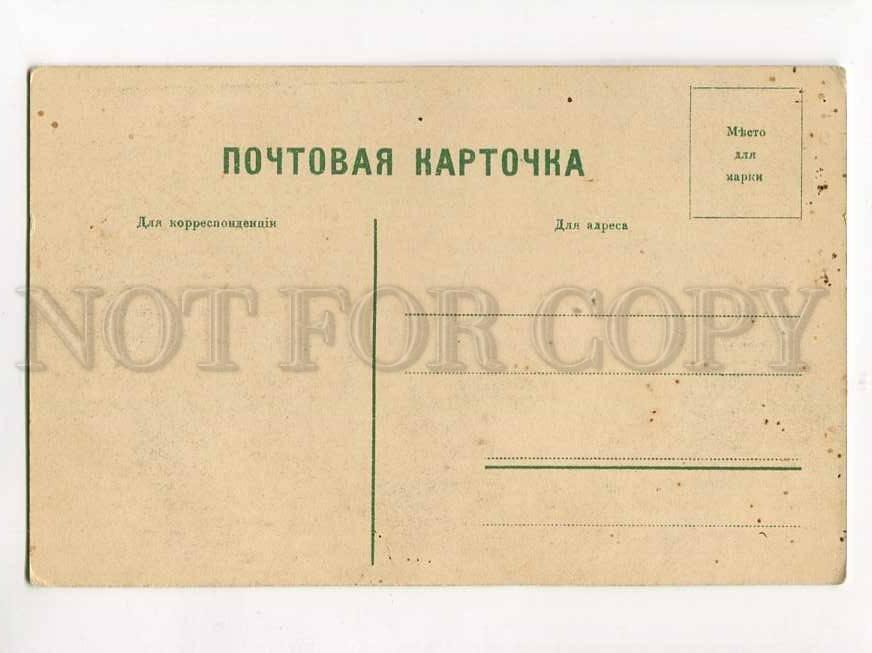 Мѣсто
для
марки
ПОЧТОВАЯ КАРТОЧКА
Для корреспонденціи
Для адреса
NOT FOR COPY